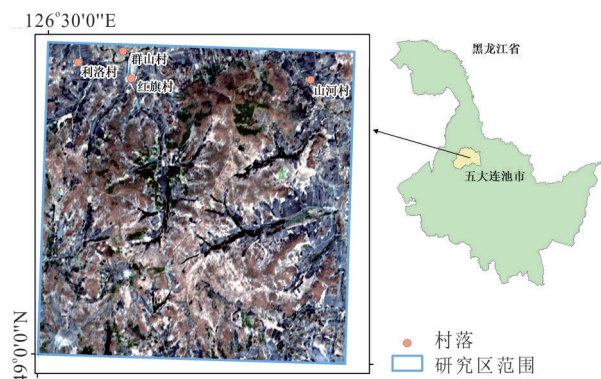 126°30'0"E
黑龙江省
群山村
利洛村
红旗村
山河村
五大连池市
49°0'0"N
村落
研究区范围